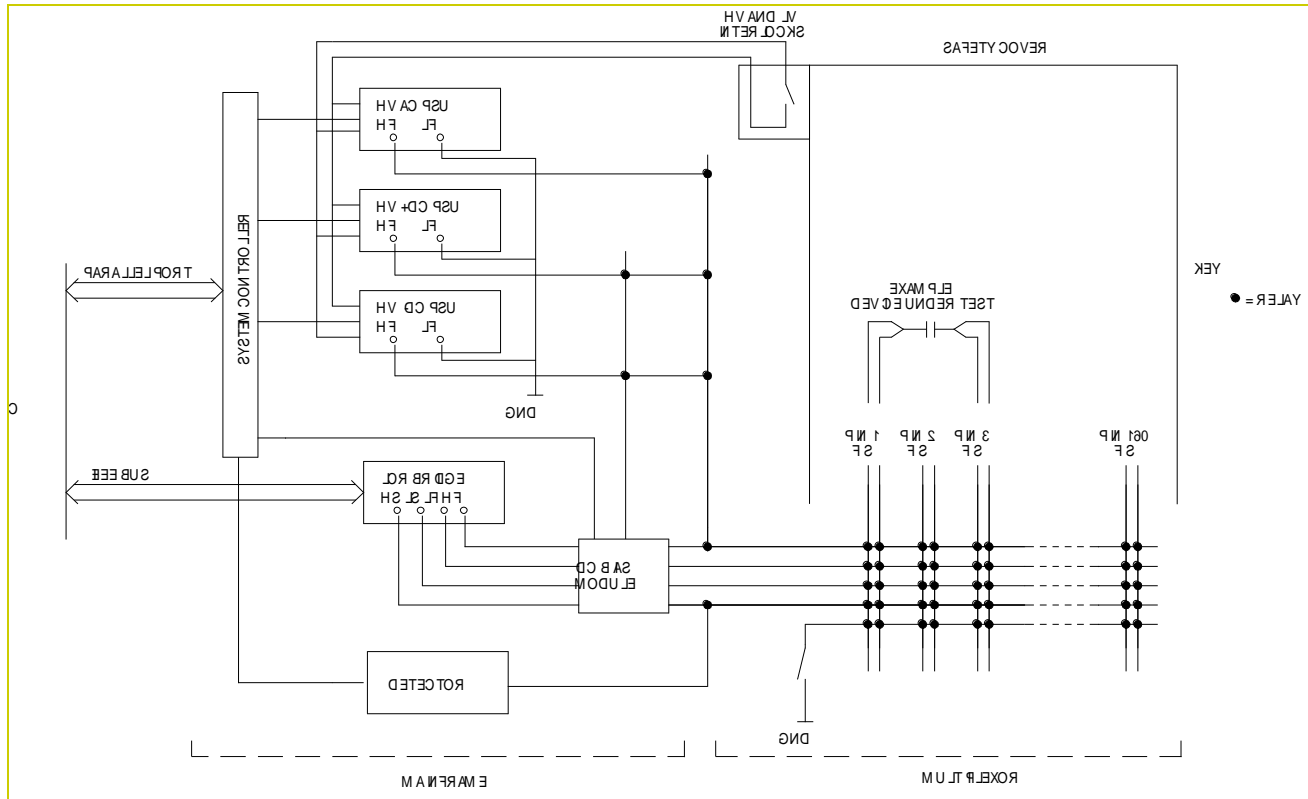 HV AND LV
INTERLOCKS
SAFETY COVER
HV AC PSU
HF LF
HV +DC PSU
HF LF
HV DC PSU
HF LF
SYSTEM CONTROLLER
PARALLEL PORT
KEY
= RELAY
EXAMPLE
DEVICE UNDER TEST
GND
C
PIN 1
FS
PIN 2
FS
PIN 3
FS
PIN 160
FS
IEEE BUS
LCR BRIDGE
HF LF LS HS
DC BIAS
MODULE
DETECTOR
GND
MAINFRAME
MULTIPLEXOR